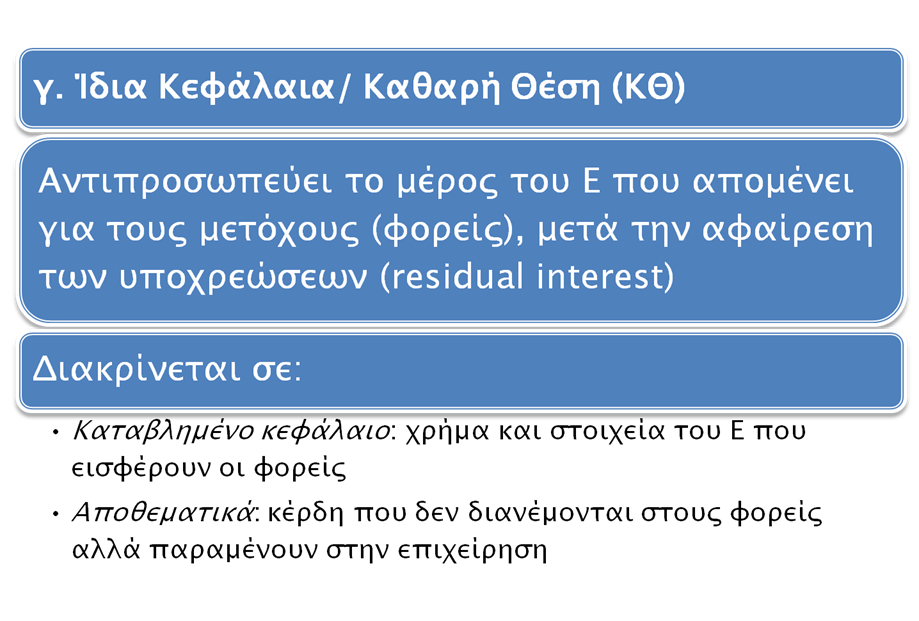 γ. Ίδια Κεφάλαια/ Καθαρή Θέση (ΚΘ)
Αντιπροσωπεύει το μέρος του Ε που απομένει
για τους μετόχους (φορείς), μετά την αφαίρεση
των υποχρεώσεων (residual interest)
Διακρίνεται σε:
• Καταβλημένο κεφάλαιο: χρήμα και στοιχεία του Ε που
εισφέρουν οι φορείς
• Αποθεματικά: κέρδη που δεν διανέμονται στους φορείς
αλλά παραμένουν στην επιχείρηση